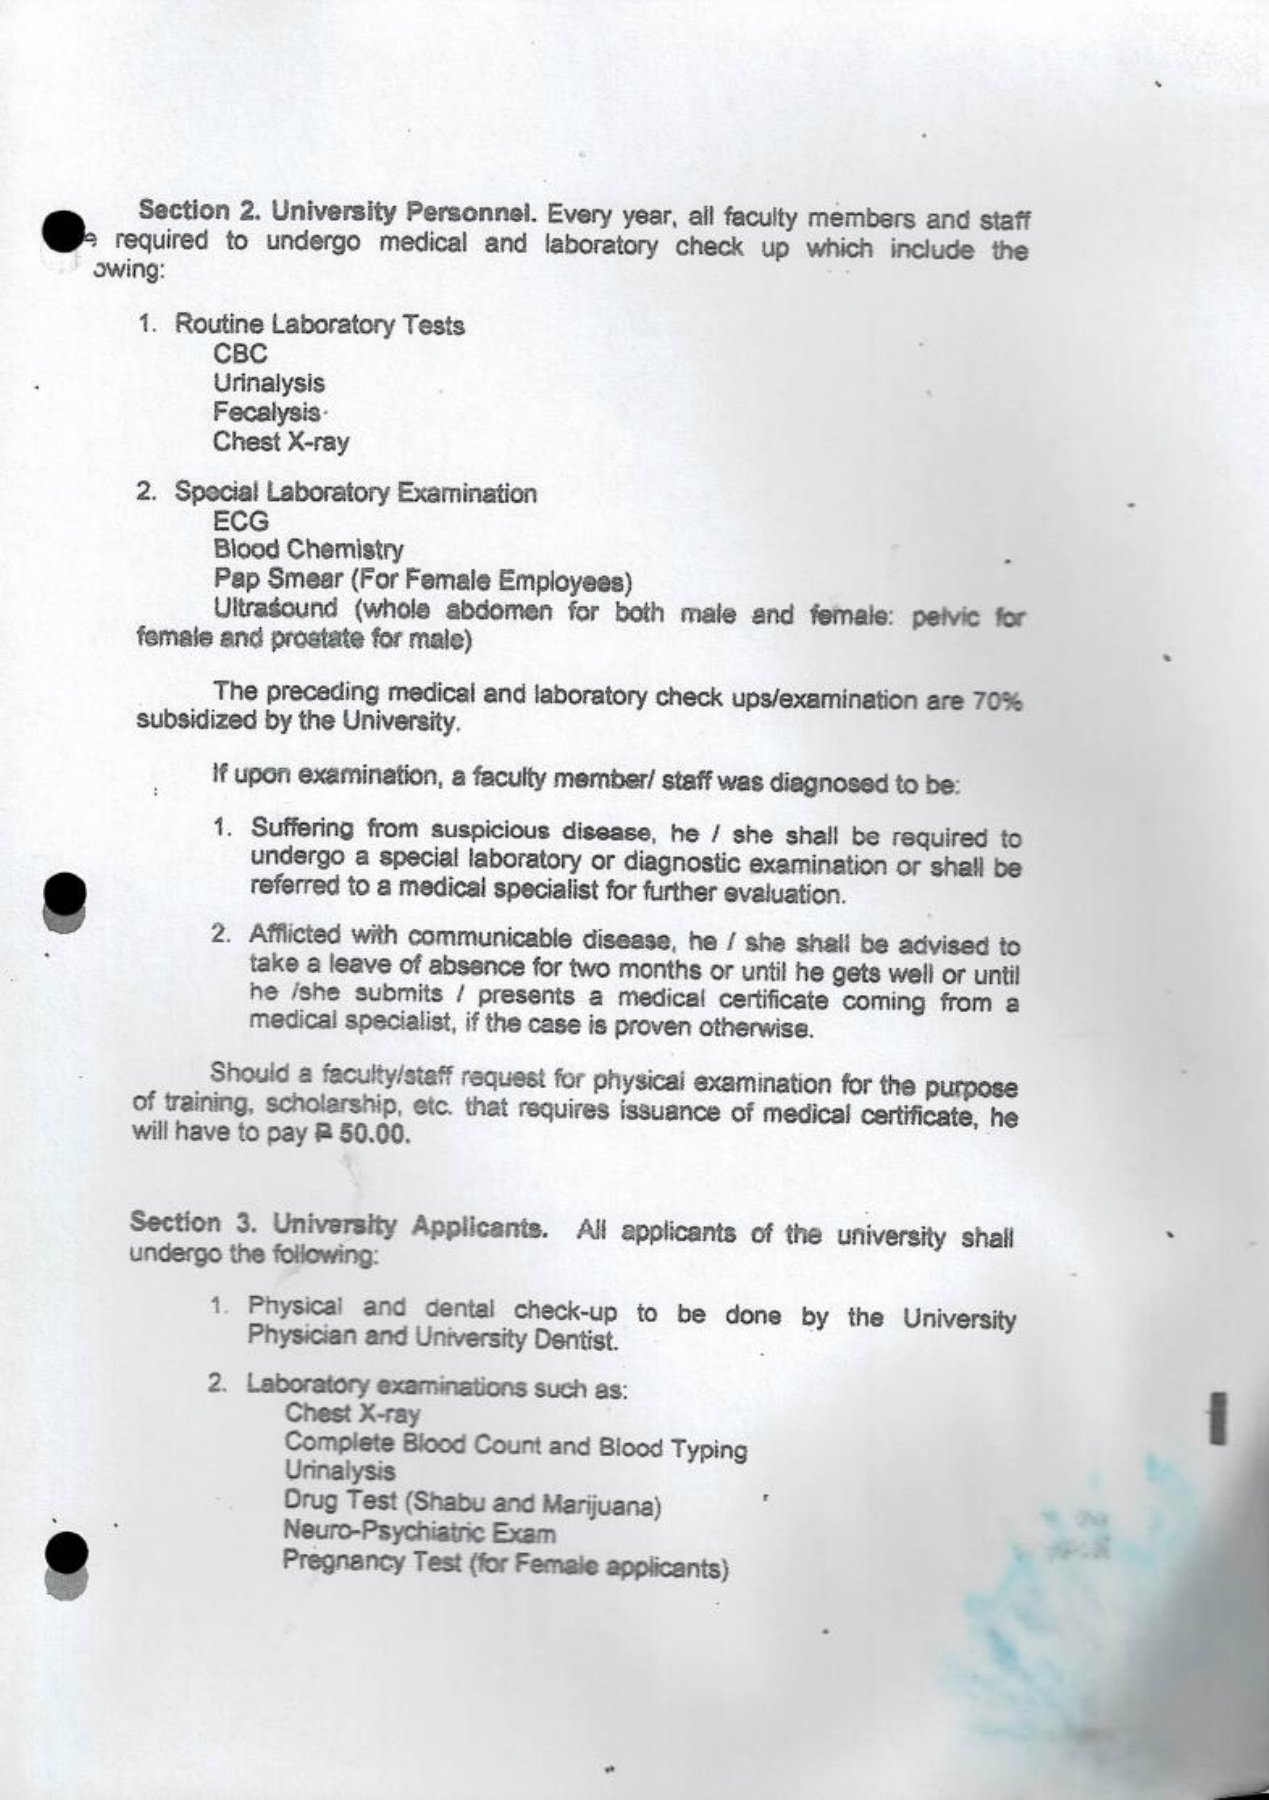 Section 2. University Personnel. Every year, all faculty members and staff
e required to undergo medical and laboratory check up which include the
owing:
1. Routine Laboratory Tests
CBC
Urinalysis
Fecalysis
Chest X-ray
2. Special Laboratory Examination
ECG
Blood Chemistry
Pap Smear (For Female Employees)
Ultrasound (whole abdomen for both male and female: pelvic for
female and prostate for male)
The preceding medical and laboratory check ups/examination are 70%
subsidized by the University.
If upon examination, a faculty member/ staff was diagnosed to be:
1. Suffering from suspicious disease, he / she shall be required to
undergo a special laboratory or diagnostic examination or shall be
referred to a medical specialist for further evaluation.
2. Afflicted with communicable disease, he / she shall be advised to
take a leave of absence for two months or until he gets well or until
he /she submits / presents a medical certificate coming from a
medical specialist, if the case is proven otherwise.
Should a faculty/staff request for physical examination for the purpose
of training, scholarship, etc. that requires issuance of medical certificate, he
will have to pay ₱ 50.00.
Section 3. University Applicants. All applicants of the university shall
undergo the following:
1. Physical and dental check-up to be done by the University
Physician and University Dentist.
2. Laboratory examinations such as:
Chest X-ray
Complete Blood Count and Blood Typing
Urinalysis
Drug Test (Shabu and Marijuana)
Neuro-Psychiatric Exam
Pregnancy Test (for Female applicants)